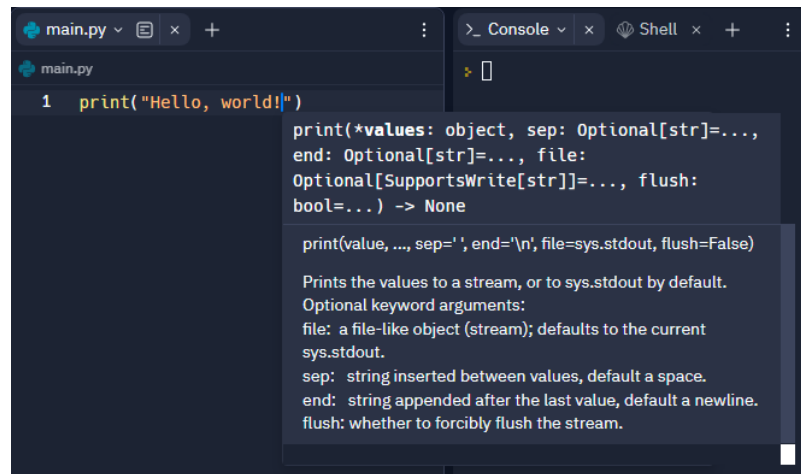 main.py
>_ Console
Shell
main.py
1 print("Hello, world!")
print(*values: object, sep: Optional[str]=...,
end: Optional[str]=..., file:
Optional[SupportsWrite[str]]=..., flush:
bool=...) -> None
print(value, ..., sep=' ', end='\n', file=sys.stdout, flush=False)
Prints the values to a stream, or to sys.stdout by default.
Optional keyword arguments:
file: a file-like object (stream); defaults to the current
sys.stdout.
sep: string inserted between values, default a space.
end: string appended after the last value, default a newline.
flush: whether to forcibly flush the stream.